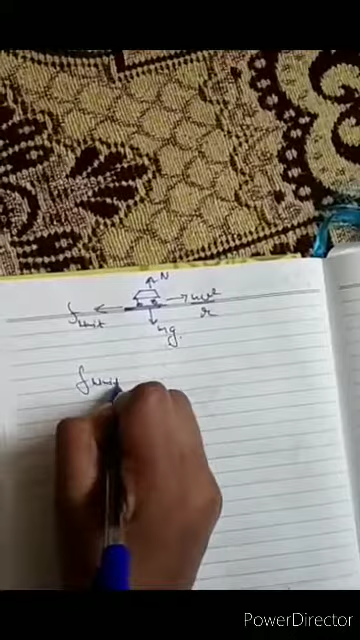 N
f limit mv²
r
mg
f limit
PowerDirector